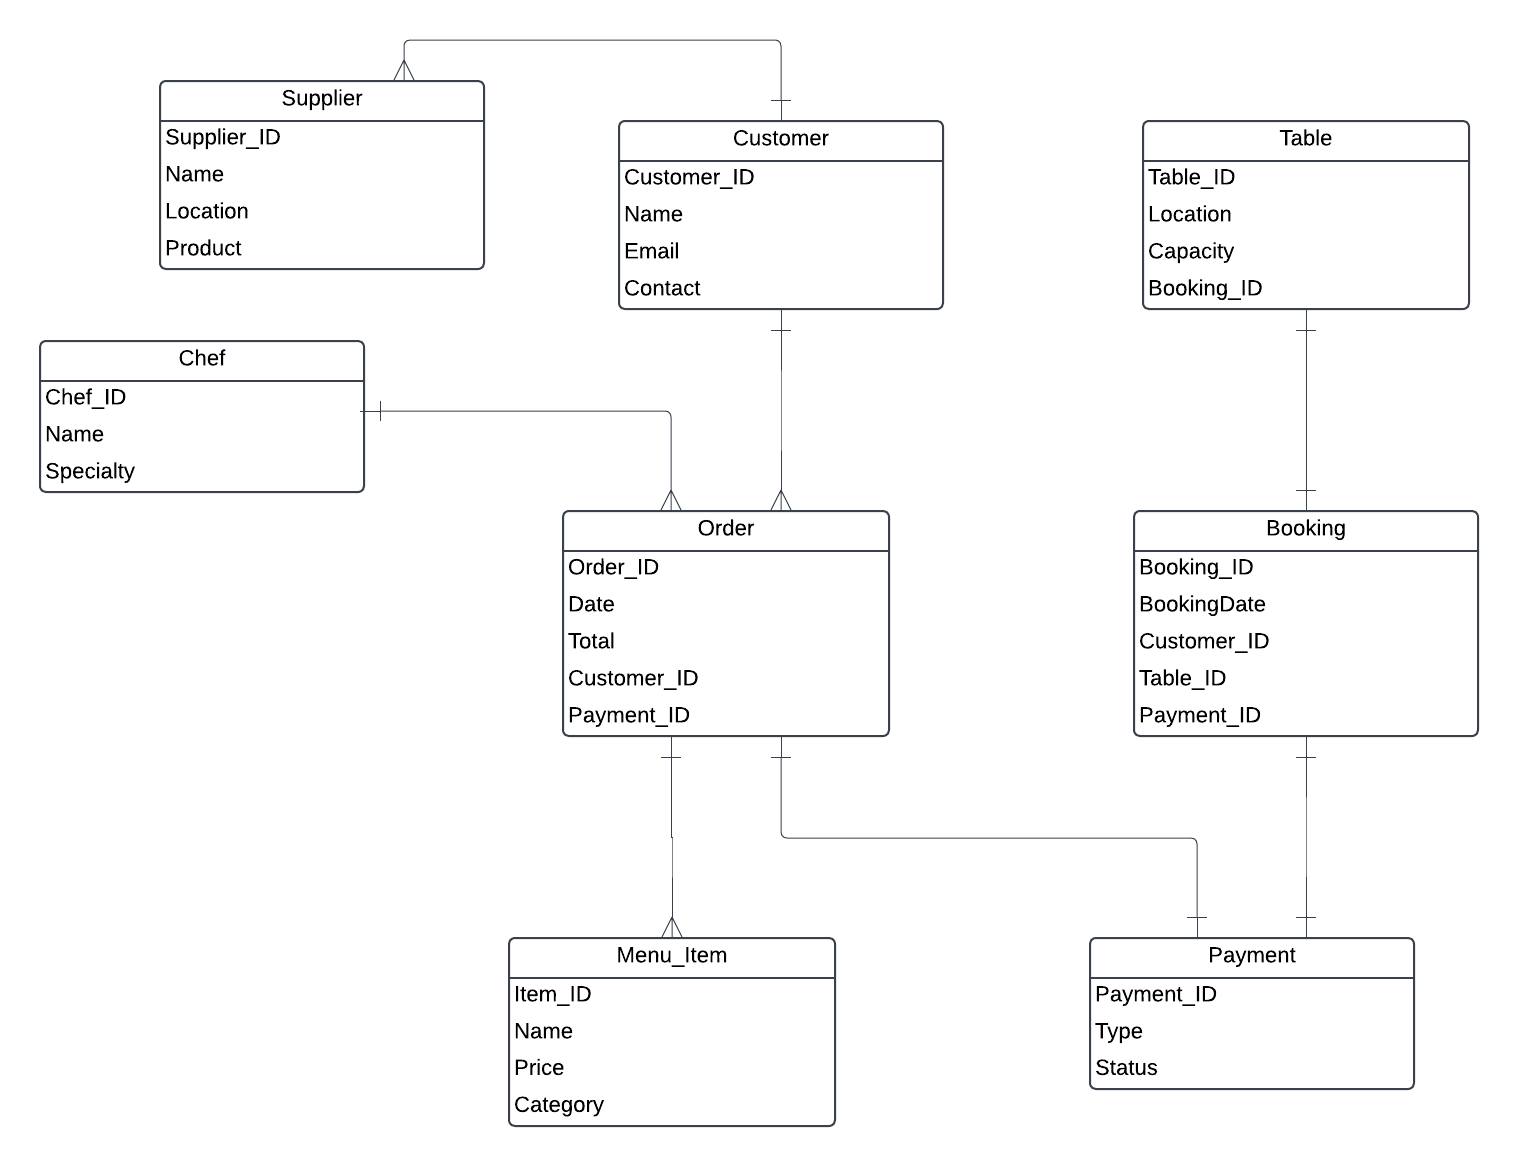 Supplier
Supplier_ID
Name
Location
Product
Customer
Customer_ID
Name
Email
Contact
Table
Table_ID
Location
Capacity
Booking_ID
Chef
Chef_ID
Name
Specialty
Order
Order_ID
Date
Total
Customer_ID
Payment_ID
Booking
Booking_ID
BookingDate
Customer_ID
Table_ID
Payment_ID
Menu_Item
Item_ID
Name
Price
Category
Payment
Payment_ID
Type
Status